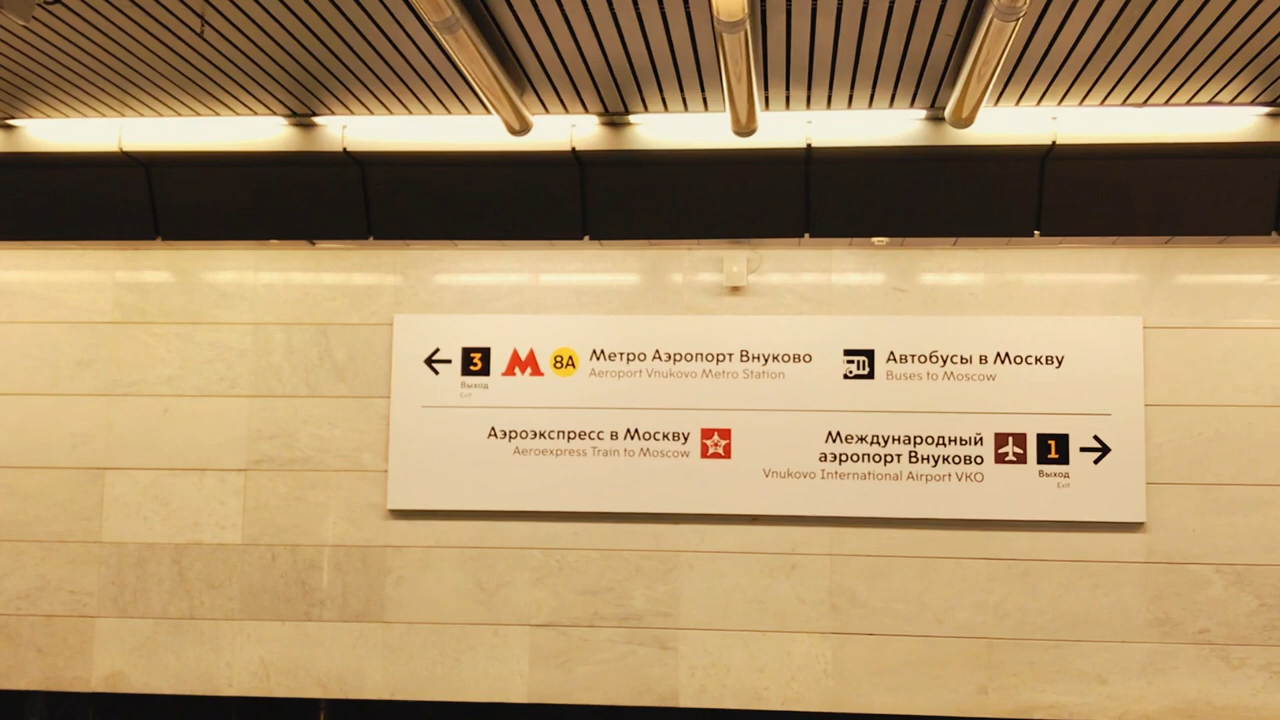 3
Выход
Exit
М
8А
Метро Аэропорт Внуково
Aeroport Vnukovo Metro Station
Автобусы в Москву
Buses to Moscow
Аэроэкспресс в Москву
Aeroexpress Train to Moscow
Международный
аэропорт Внуково
Vnukovo International Airport VKO
1
Выход
Exit